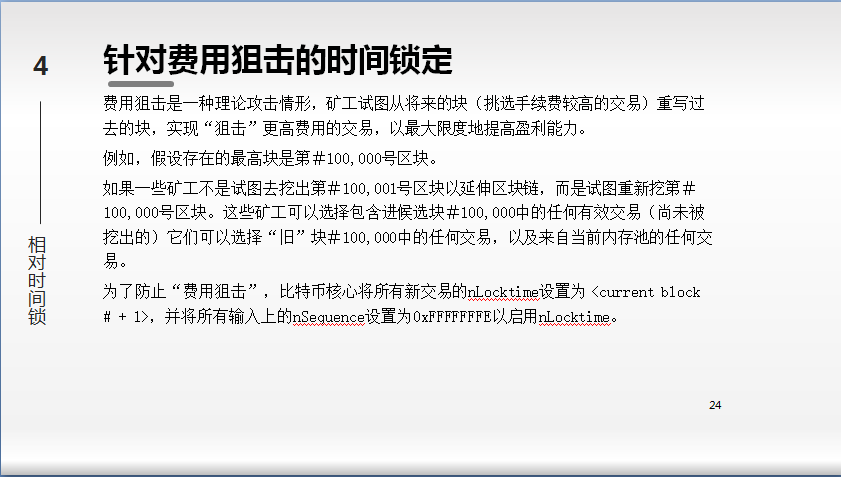 4
针对费用狙击的时间锁定
费用狙击是一种理论攻击情形，矿工试图从将来的块（挑选手续费较高的交易）重写过
去的块，实现“狙击”更高费用的交易，以最大限度地提高盈利能力。
例如，假设存在的最高块是第＃100,000号区块。
如果一些矿工不是试图去挖出第＃100,001号区块以延伸区块链，而是试图重新挖第＃
100,000号区块。这些矿工可以选择包含进候选块＃100,000中的任何有效交易（尚未被
挖出的）它们可以选择“旧”块＃100,000中的任何交易，以及来自当前内存池的任何交
易。
为了防止“费用狙击”，比特币核心将所有新交易的nLocktime设置为 <current block
# + 1>，并将所有输入上的nSequence设置为0xFFFFFFFE以启用nLocktime。
相对时间锁
24